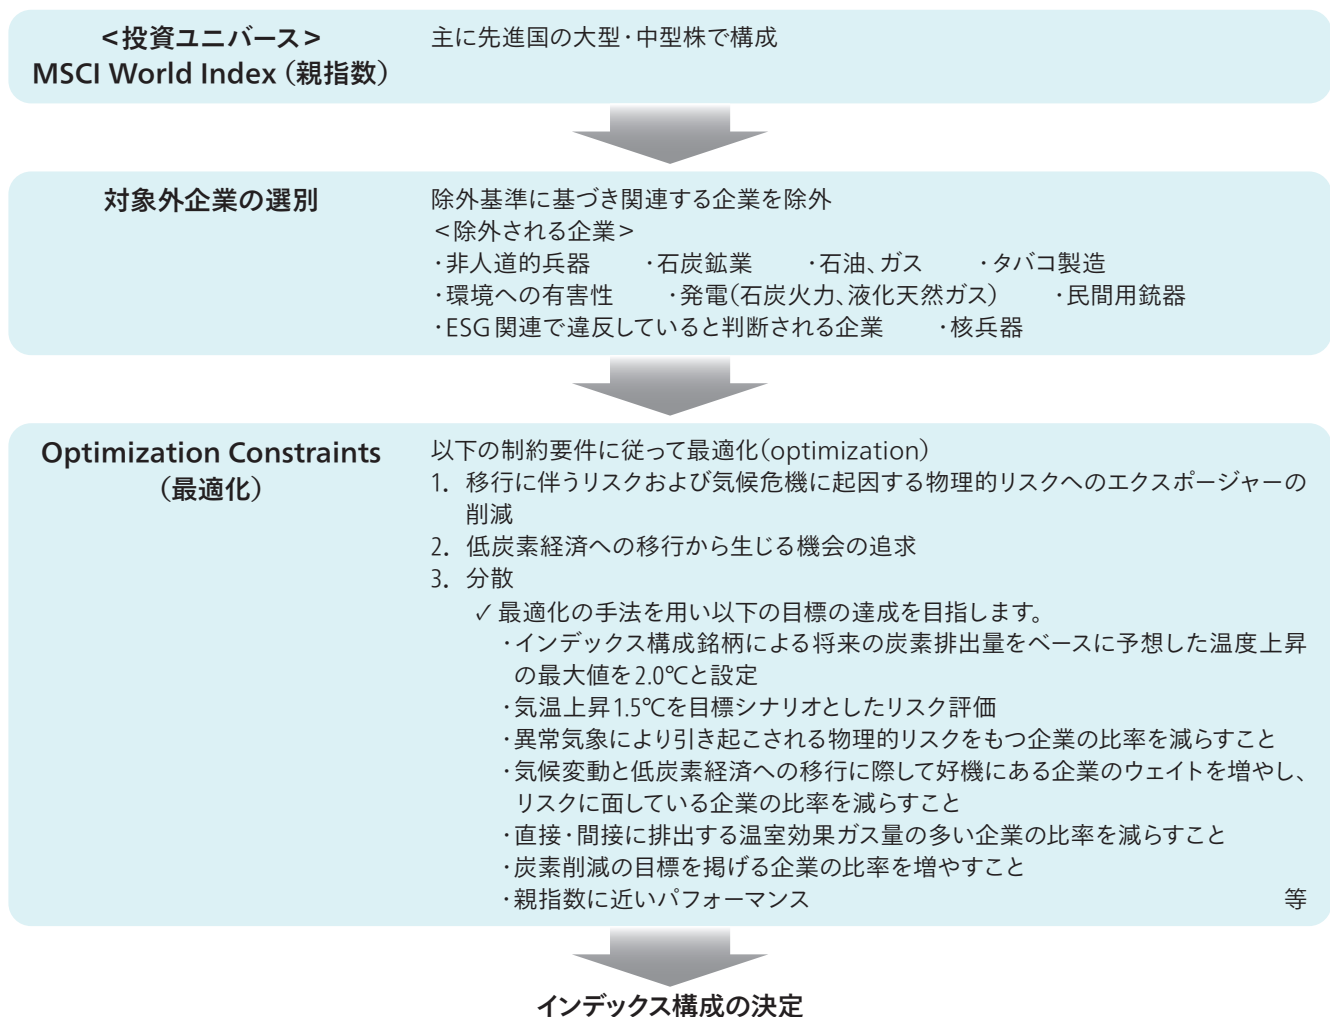 <投資ユニバース>
MSCI World Index（親指数）
主に先進国の大型・中型株で構成
対象外企業の選別
除外基準に基づき関連する企業を除外
<除外される企業>
・非人道的兵器　・石炭鉱業　・石油、ガス　・タバコ製造
・環境への有害性　・発電（石炭火力、液化天然ガス）　・民間用銃器
・ESG関連で違反していると判断される企業　・核兵器
Optimization Constraints
（最適化）
以下の制約要件に従って最適化（optimization）
1. 移行に伴うリスクおよび気候危機に起因する物理的リスクへのエクスポージャーの
削減
2. 低炭素経済への移行から生じる機会の追求
3. 分散
✓最適化の手法を用い以下の目標の達成を目指します。
・インデックス構成銘柄による将来の炭素排出量をベースに予想した温度上昇
の最大値を2.0℃と設定
・気温上昇1.5℃を目標シナリオとしたリスク評価
・異常気象により引き起こされる物理的リスクをもつ企業の比率を減らすこと
・気候変動と低炭素経済への移行に際して好機にある企業のウェイトを増やし、
リスクに面している企業の比率を減らすこと
・直接・間接に排出する温室効果ガス量の多い企業の比率を減らすこと
・炭素削減の目標を掲げる企業の比率を増やすこと
・親指数に近いパフォーマンス　等
インデックス構成の決定